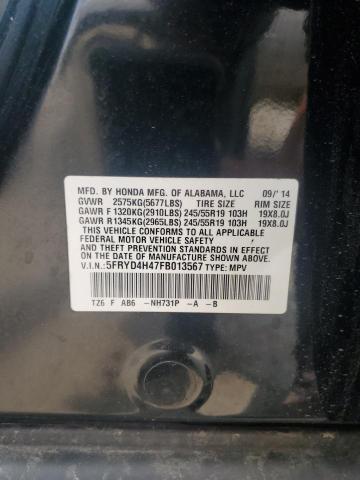 MFD. BY HONDA MFG. OF ALABAMA, LLC 09/'14
GVWR 2575KG(5677LBS) TIRE SIZE RIM SIZE
GAWR F 1320KG(2910LBS) 245/55R19 103H 19X8.0J
GAWR R1345KG(2965LBS) 245/55R19 103H 19X8.0J
THIS VEHICLE CONFORMS TO ALL APPLICABLE
FEDERAL MOTOR VEHICLE SAFETY AND
THEFT PREVENTION STANDARDS IN EFFECT ON
THE DATE OF MANUFACTURE SHOWN ABOVE.
V.I.N: 5FRYD4H47FB013567 TYPE: MPV
TZ6 F AB6 -NH731P -A -B